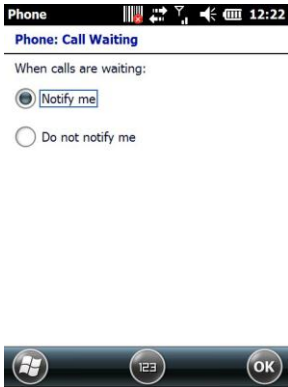 Phone 12:22
Phone: Call Waiting
When calls are waiting:
Notify me
Do not notify me
123 OK